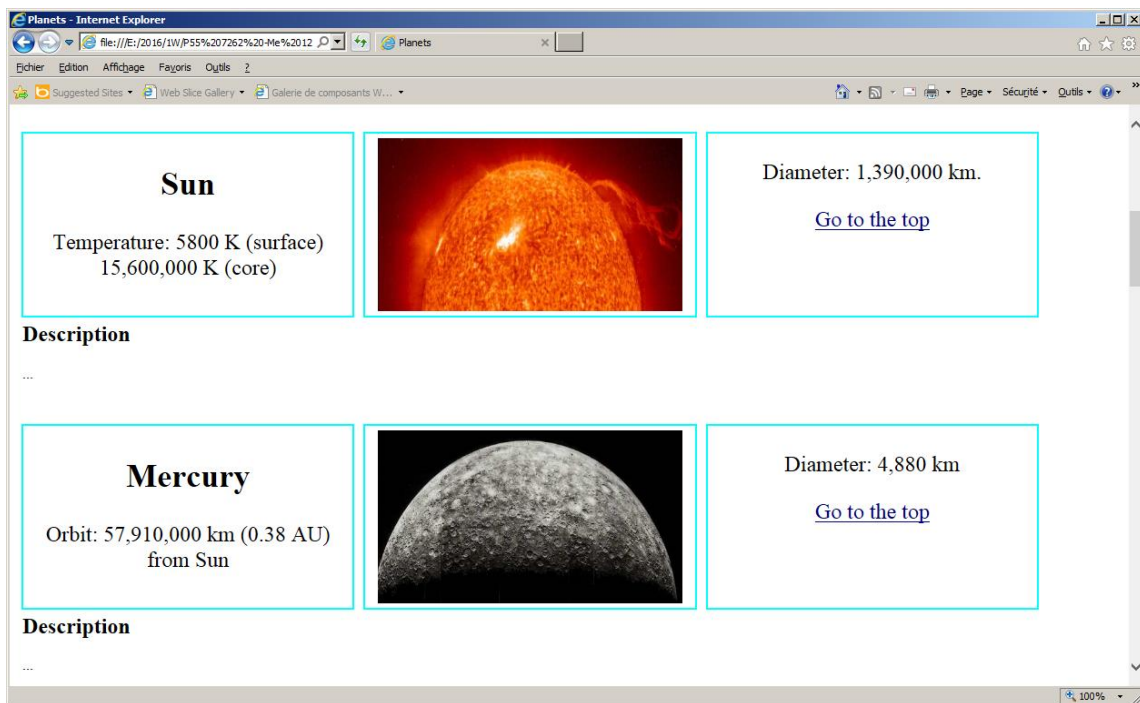 Planets - Internet Explorer
file:///E:/2016/1W/P55%207262%20-Me%2012
Planets
Fichier Edition Affichage Favoris Outils ?
Suggested Sites Web Slice Gallery Galerie de composants W... Page Sécurité Outils »
Sun
Temperature: 5800 K (surface)
15,600,000 K (core)
Diameter: 1,390,000 km.
Go to the top
Description
...
Mercury
Orbit: 57,910,000 km (0.38 AU)
from Sun
Diameter: 4,880 km
Go to the top
Description
...
100%